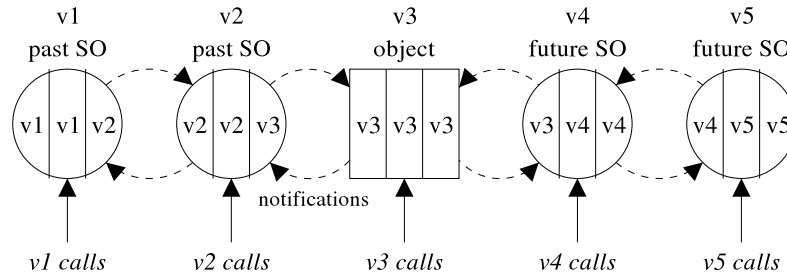 v1 v2 v3 v4 v5
past SO past SO object future SO future SO
v1 v1 v2 v2 v2 v3 v3 v3 v3 v3 v4 v4 v4 v5 v5
notifications
v1 calls v2 calls v3 calls v4 calls v5 calls